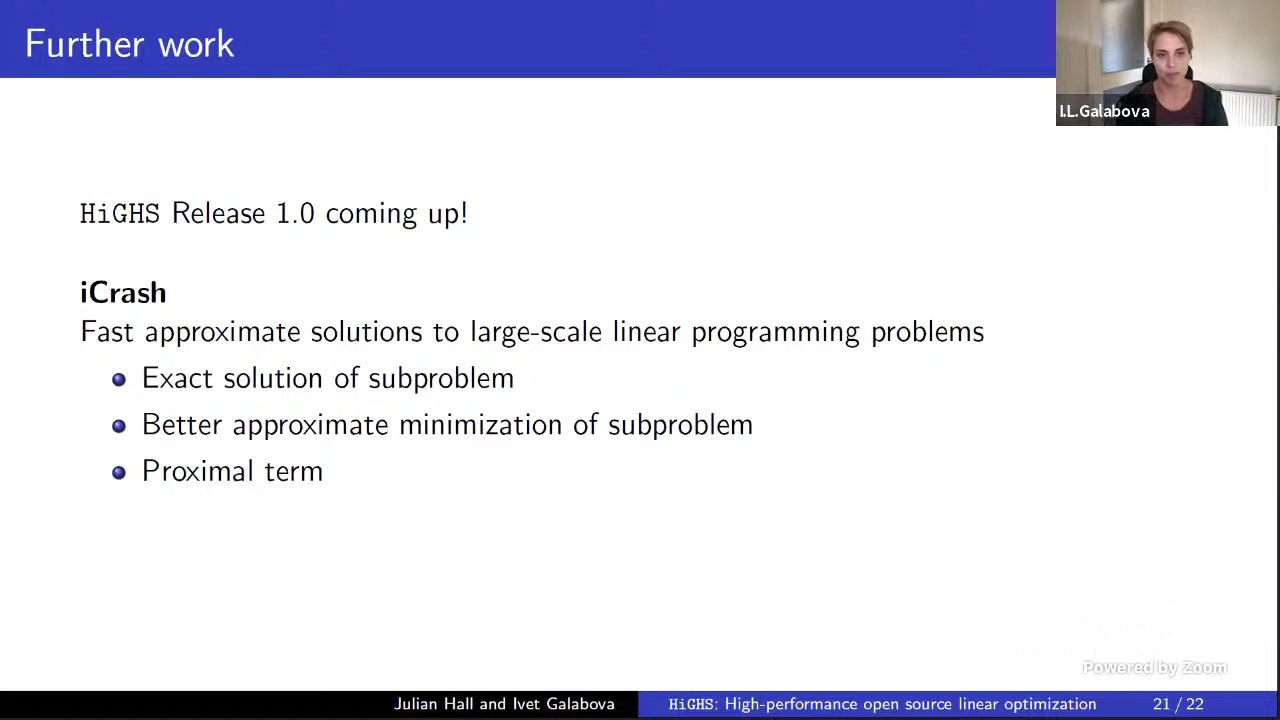 Further work
I.L.Galabova
HiGHS Release 1.0 coming up!
iCrash
Fast approximate solutions to large-scale linear programming problems
Exact solution of subproblem
Better approximate minimization of subproblem
Proximal term
Powered by Zoom
Julian Hall and Ivet Galabova
HiGHS: High-performance open source linear optimization
21 / 22